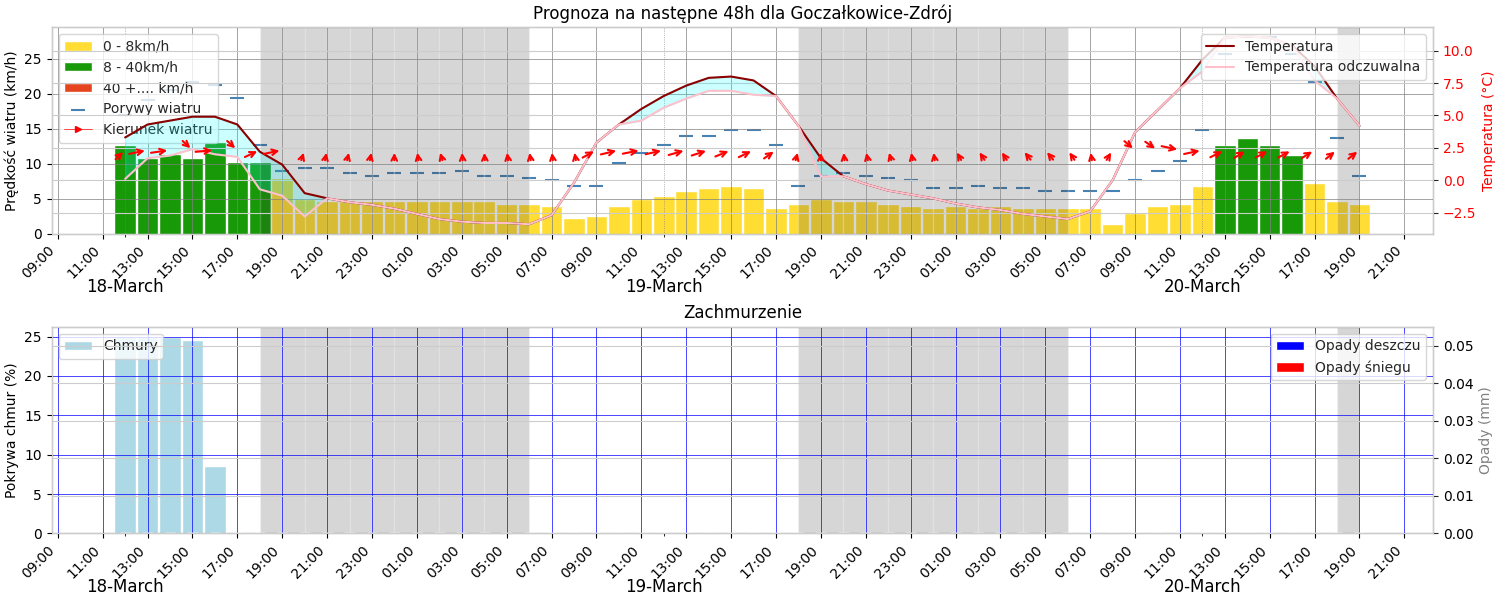 Prognoza na następne 48h dla Goczałkowice-Zdrój
Prędkość wiatru (km/h)
0 - 8km/h
8 - 40km/h
40 +.... km/h
Porywy wiatru
Kierunek wiatru
Temperatura
Temperatura odczuwalna
Temperatura (°C)
25
20
15
10
5
0
10.0
7.5
5.0
2.5
0.0
−2.5
09:00 11:00 13:00 15:00 17:00 19:00 21:00 23:00 01:00 03:00 05:00 07:00 09:00 11:00 13:00 15:00 17:00 19:00 21:00 23:00 01:00 03:00 05:00 07:00 09:00 11:00 13:00 15:00 17:00 19:00 21:00
18-March 19-March 20-March
Zachmurzenie
Pokrywa chmur (%)
Chmury
Opady deszczu
Opady śniegu
Opady (mm)
25
20
15
10
5
0
0.05
0.04
0.03
0.02
0.01
0.00
09:00 11:00 13:00 15:00 17:00 19:00 21:00 23:00 01:00 03:00 05:00 07:00 09:00 11:00 13:00 15:00 17:00 19:00 21:00 23:00 01:00 03:00 05:00 07:00 09:00 11:00 13:00 15:00 17:00 19:00 21:00
18-March 19-March 20-March